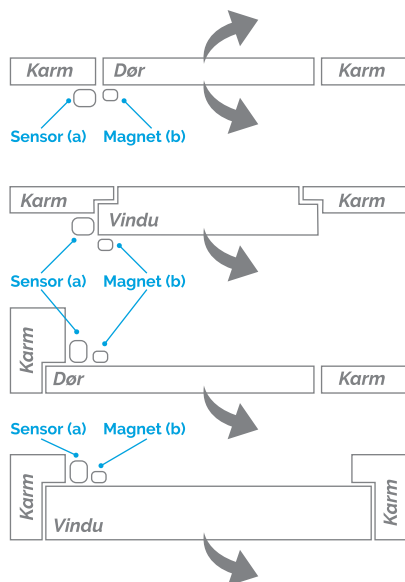 Karm Dør Karm
Sensor (a) Magnet (b)
Karm Karm
Vindu
Sensor (a) Magnet (b)
Karm
Dør Karm
Sensor (a) Magnet (b)
Karm Karm
Vindu